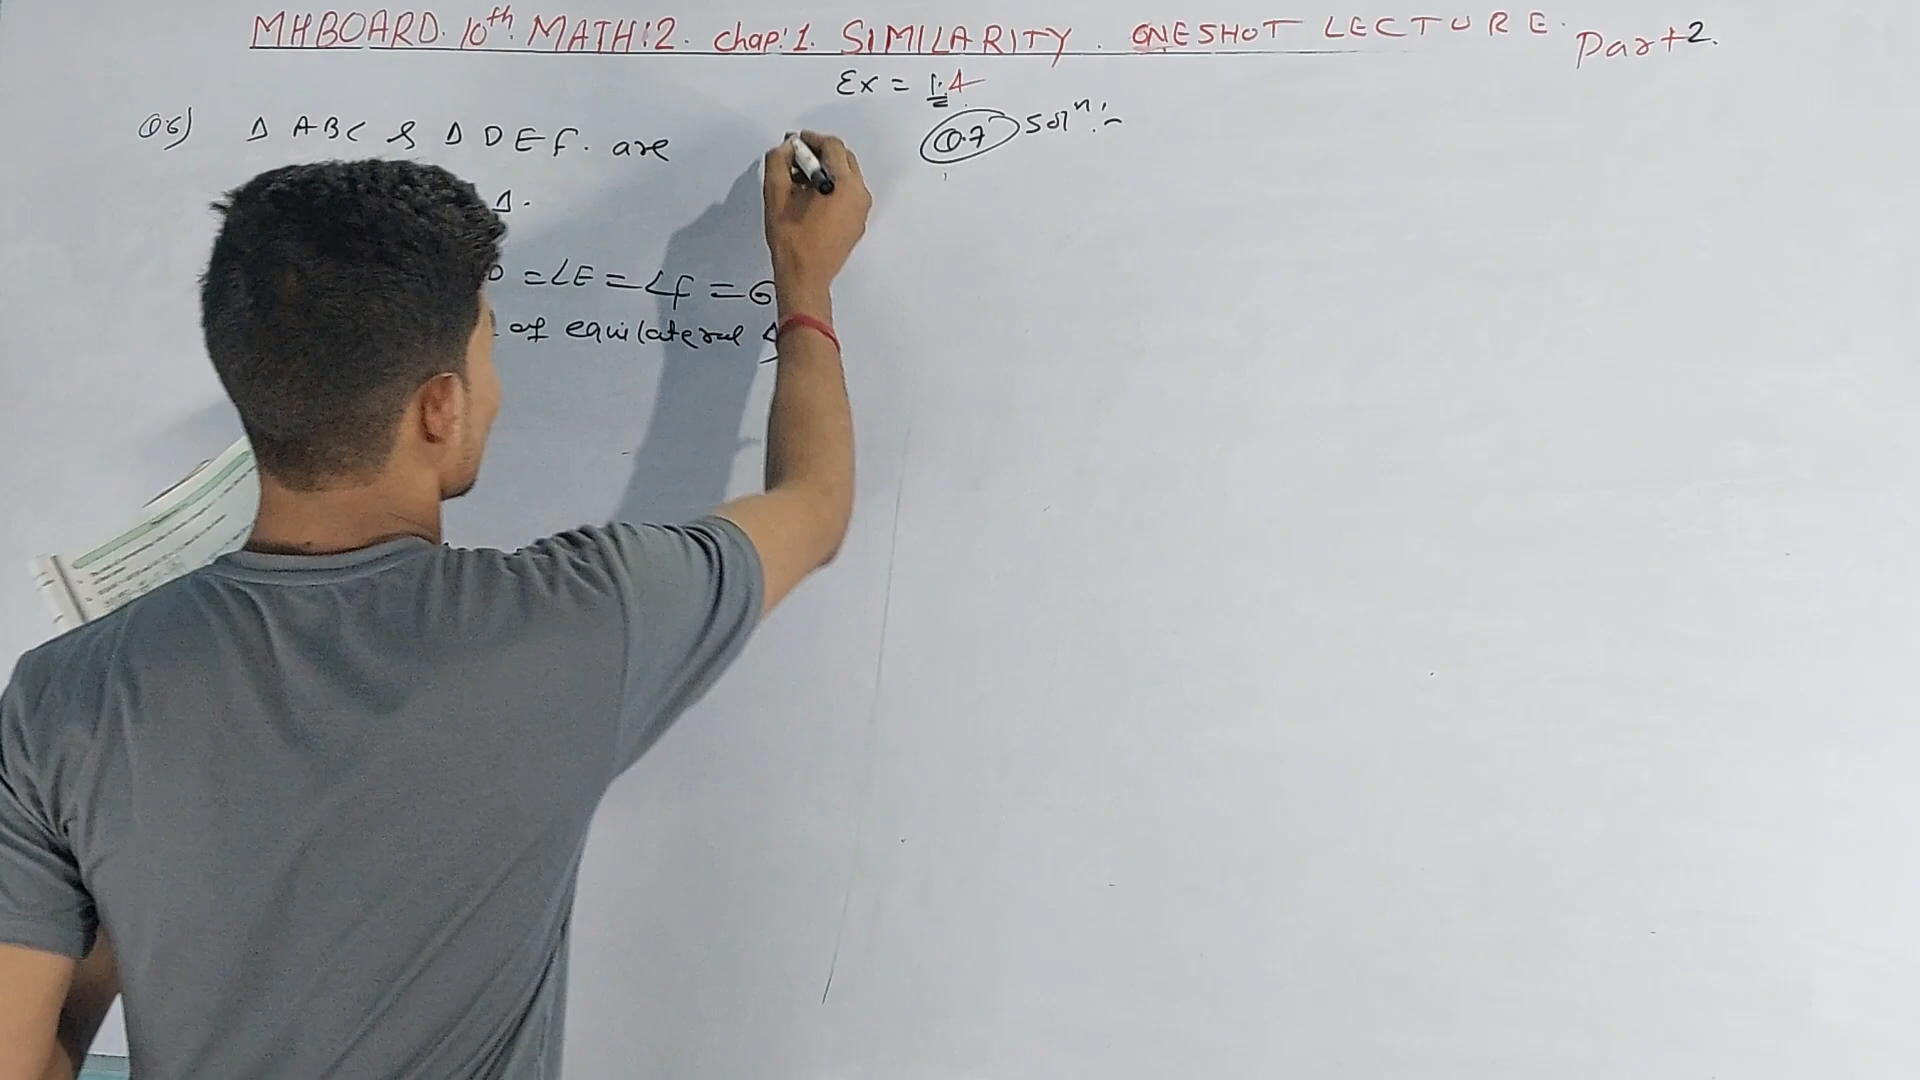 MHBOARD. 10th. MATH:2. chap:1. SIMILARITY. ONESHOT LECTURE. Part 2.
Ex = 1.4
Q6) Δ ABC & Δ DEF. are
Δ.
D = ∠E = ∠F = 6
of equilateral Δ
Q.7 Solⁿ:-